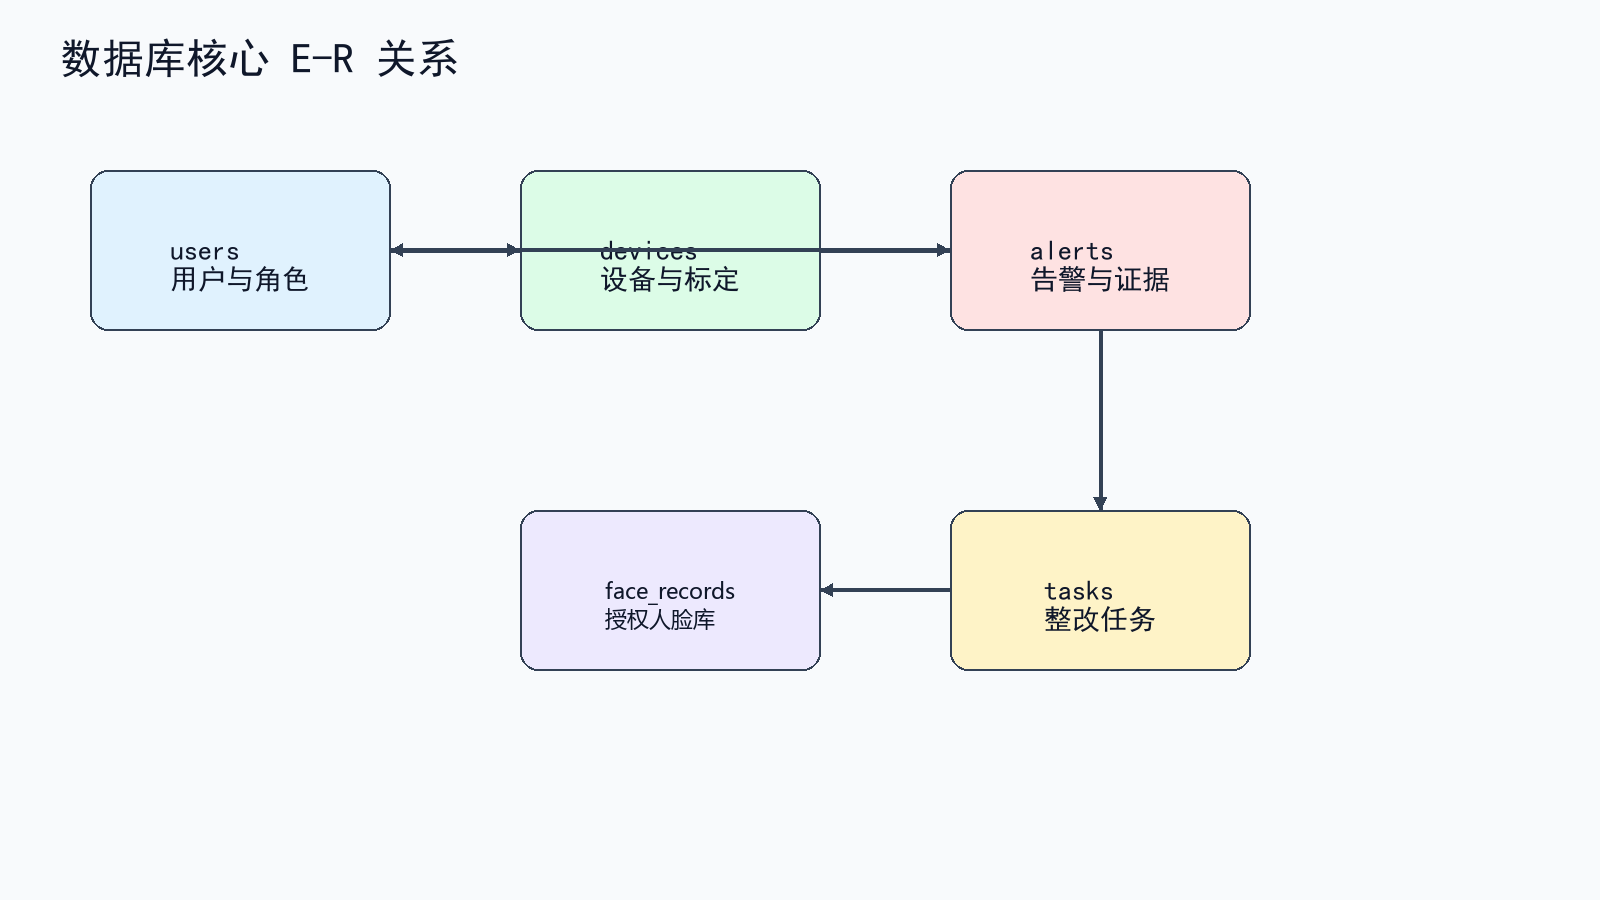 数据库核心 E-R 关系
users
用户与角色
devices
设备与标定
alerts
告警与证据
face_records
授权人脸库
tasks
整改任务